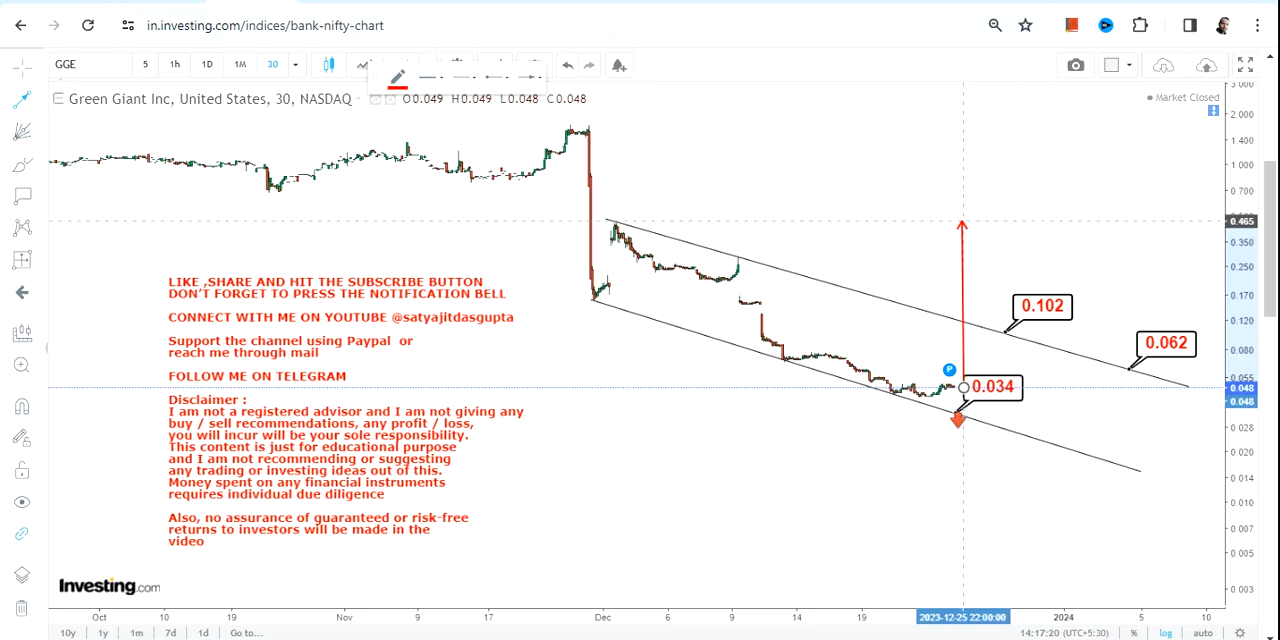 in.investing.com/indices/bank-nifty-chart
GGE 5 1h 1D 1M 30
Green Giant Inc, United States, 30, NASDAQ O0.049 H0.049 L0.048 C0.048
Market Closed
3.000
2.000
1.400
1.000
0.700
0.465
0.350
0.250
0.170
0.120
0.080
0.055
0.048
0.048
0.028
0.020
0.014
0.010
0.007
0.005
0.003
0.102
0.062
P
0.034
LIKE ,SHARE AND HIT THE SUBSCRIBE BUTTON
DON'T FORGET TO PRESS THE NOTIFICATION BELL
CONNECT WITH ME ON YOUTUBE @satyajitdasgupta
Support the channel using Paypal or
reach me through mail
FOLLOW ME ON TELEGRAM
Disclaimer :
I am not a registered advisor and I am not giving any
buy / sell recommendations, any profit / loss,
you will incur will be your sole responsibility.
This content is just for educational purpose
and I am not recommending or suggesting
any trading or investing ideas out of this.
Money spent on any financial instruments
requires individual due diligence
Also, no assurance of guaranteed or risk-free
returns to investors will be made in the
video
Investing.com
Oct 10 19 Nov 9 17 Dec 6 9 14 19 2023-12-25 22:00:00 2024 5 10
10y 1y 1m 7d 1d Go to... 14:17:20 (UTC+5:30) % log auto